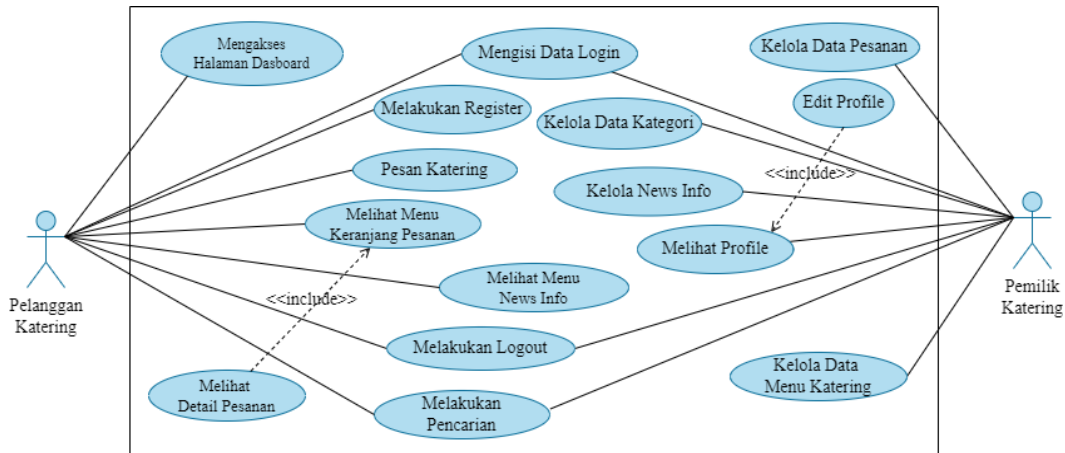 Mengakses
Halaman Dasboard
Mengisi Data Login
Kelola Data Pesanan
Melakukan Register
Kelola Data Kategori
Edit Profile
Pesan Katering
<<include>>
Kelola News Info
Melihat Menu
Keranjang Pesanan
Melihat Profile
Pelanggan
Katering
Pemilik
Katering
Melihat Menu
News Info
<<include>>
Melakukan Logout
Melihat
Detail Pesanan
Melakukan
Pencarian
Kelola Data
Menu Katering